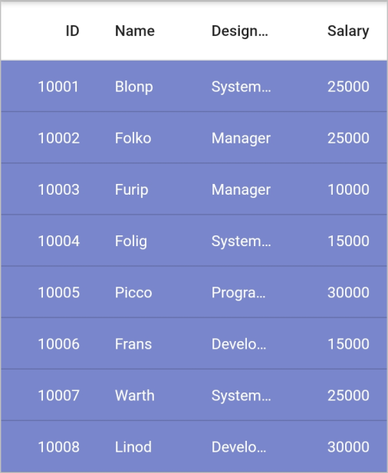 ID Name Design... Salary
10001 Blonp System... 25000
10002 Folko Manager 25000
10003 Furip Manager 10000
10004 Folig System... 15000
10005 Picco Progra... 30000
10006 Frans Develo... 15000
10007 Warth System... 25000
10008 Linod Develo... 30000